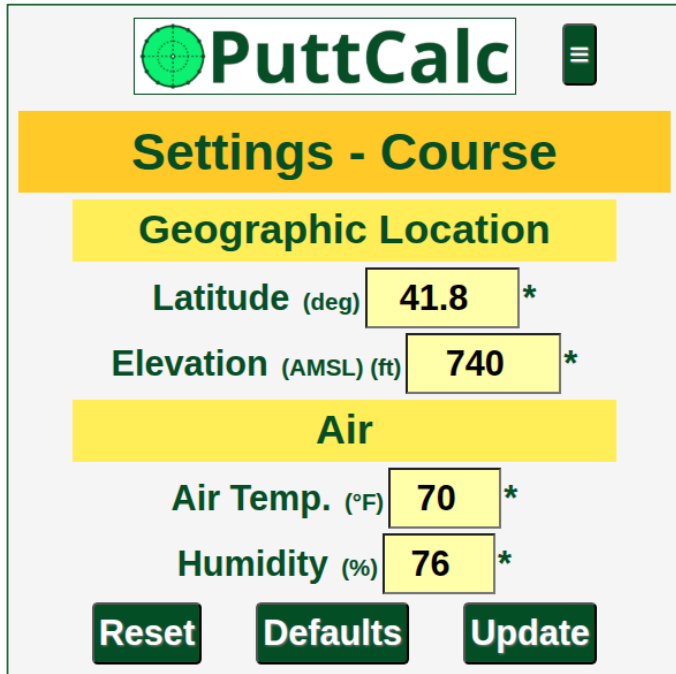 PuttCalc ≡
Settings - Course
Geographic Location
Latitude (deg) 41.8 *
Elevation (AMSL) (ft) 740 *
Air
Air Temp. (°F) 70 *
Humidity (%) 76 *
Reset Defaults Update